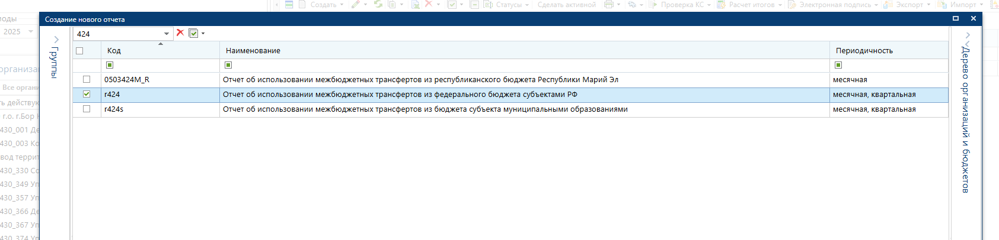 Создать
Статусы
Сделать активной
Проверка КС
Расчет итогов
Электронная подпись
Экспорт
Импорт
Создание нового отчета
2025
424
Группы
Код
Наименование
Периодичность
0503424M_R
Отчет об использовании межбюджетных трансфертов из республиканского бюджета Республики Марий Эл
месячная
r424
Отчет об использовании межбюджетных трансфертов из федерального бюджета субъектами РФ
месячная, квартальная
r424s
Отчет об использовании межбюджетных трансфертов из бюджета субъекта муниципальными образованиями
месячная, квартальная
Дерево организаций и бюджетов
иоды
организа
Все органи
ть действую
г.о. г.Бор Н
430_001 Де
430_003 Ко
вод террит
430_330 Со
430_349 Уп
430_357 Уп
430_366 Де
430_367 Уп
430_374 Уп